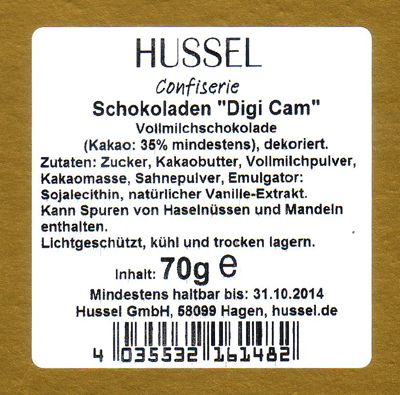 HUSSEL
Confiserie
Schokoladen "Digi Cam"
Vollmilchschokolade
(Kakao: 35% mindestens), dekoriert.
Zutaten: Zucker, Kakaobutter, Vollmilchpulver,
Kakaomasse, Sahnepulver, Emulgator:
Sojalecithin, natürlicher Vanille-Extrakt.
Kann Spuren von Haselnüssen und Mandeln
enthalten.
Lichtgeschützt, kühl und trocken lagern.
Inhalt: 70g e
Mindestens haltbar bis: 31.10.2014
Hussel GmbH, 58099 Hagen, hussel.de
4 035532 161482